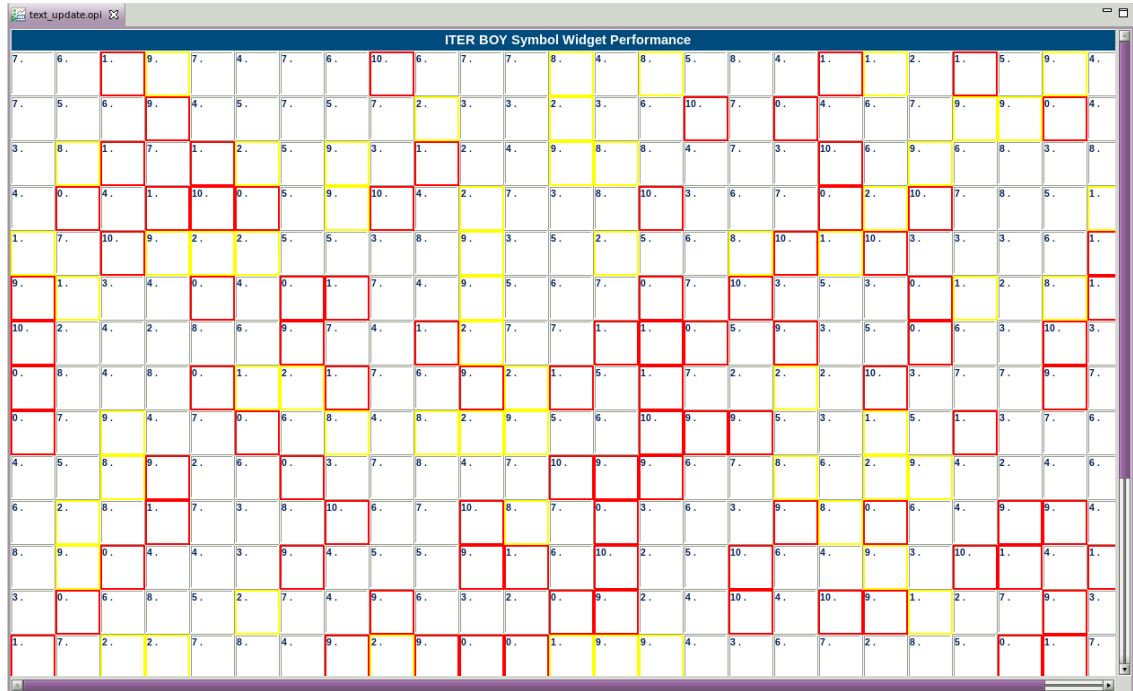 text_update.opi
ITER BOY Symbol Widget Performance
7. 6. 1. 9. 7. 4. 7. 6. 10. 6. 7. 7. 8. 4. 8. 5. 8. 4. 1. 1. 2. 1. 5. 9. 4.
7. 5. 6. 9. 4. 5. 7. 5. 7. 2. 3. 3. 2. 3. 6. 10. 7. 0. 4. 6. 7. 9. 9. 0. 4.
3. 8. 1. 7. 1. 2. 5. 9. 3. 1. 2. 4. 9. 8. 8. 4. 7. 3. 10. 6. 9. 6. 8. 3. 8.
4. 0. 4. 1. 10. 0. 5. 9. 10. 4. 2. 7. 3. 8. 10. 3. 6. 7. 0. 2. 10. 7. 8. 5. 1.
1. 7. 10. 9. 2. 2. 5. 5. 3. 8. 9. 3. 5. 2. 5. 6. 8. 10. 1. 10. 3. 3. 3. 6. 1.
9. 1. 3. 4. 0. 4. 0. 1. 7. 4. 9. 5. 6. 7. 0. 7. 10. 3. 5. 3. 0. 1. 2. 8. 1.
10. 2. 4. 2. 8. 6. 9. 7. 4. 1. 2. 7. 7. 1. 1. 0. 5. 9. 3. 5. 0. 6. 3. 10. 3.
0. 8. 4. 8. 0. 1. 2. 1. 7. 6. 9. 2. 1. 5. 1. 7. 2. 2. 2. 10. 3. 7. 7. 9. 7.
0. 7. 9. 4. 7. 0. 6. 8. 4. 8. 2. 9. 5. 6. 10. 9. 9. 5. 3. 1. 5. 1. 3. 7. 6.
4. 5. 8. 9. 2. 6. 0. 3. 7. 8. 4. 7. 10. 9. 9. 6. 7. 8. 6. 2. 9. 4. 2. 4. 6.
6. 2. 8. 1. 7. 3. 8. 10. 6. 7. 10. 8. 7. 0. 3. 6. 3. 9. 8. 0. 6. 4. 9. 9. 4.
8. 9. 0. 4. 4. 3. 9. 4. 5. 5. 9. 1. 6. 10. 2. 5. 10. 6. 4. 9. 3. 10. 1. 4. 1.
3. 0. 6. 8. 5. 2. 7. 4. 9. 6. 3. 2. 0. 9. 2. 4. 10. 4. 10. 9. 1. 2. 7. 9. 3.
1. 7. 2. 2. 7. 8. 4. 9. 2. 9. 0. 0. 1. 9. 9. 4. 3. 6. 7. 2. 8. 5. 0. 1. 7.